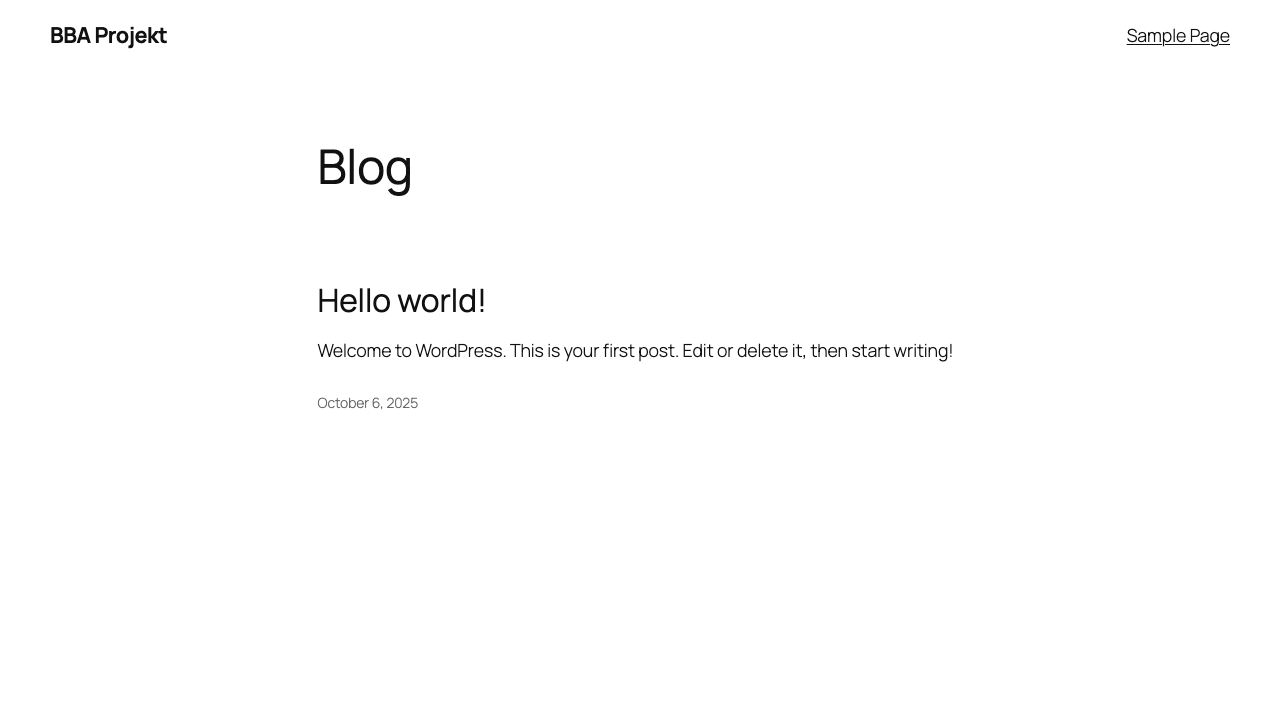 BBA Projekt
Sample Page
Blog
Hello world!
Welcome to WordPress. This is your first post. Edit or delete it, then start writing!
October 6, 2025